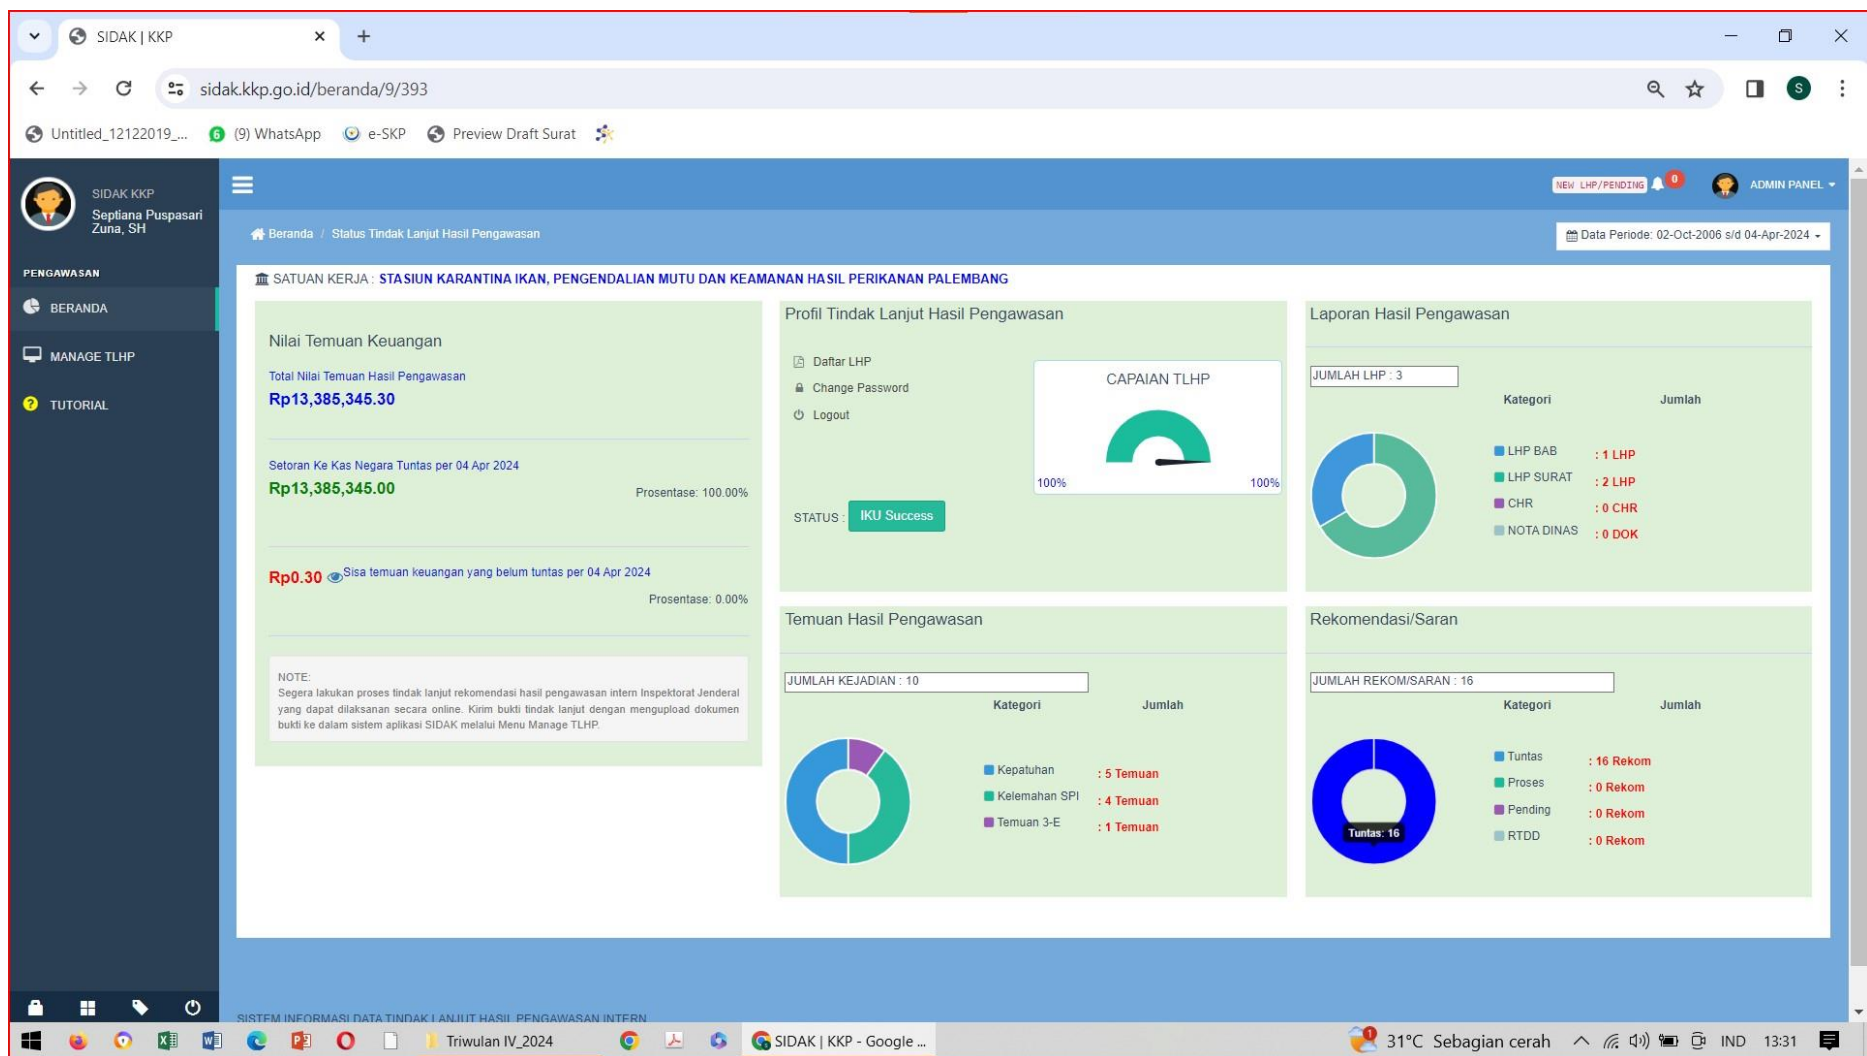 SIDAK | KKP
sidak.kkp.go.id/beranda/9/393
S
Untitled_12122019_...
6 (9) WhatsApp
e-SKP
Preview Draft Surat
SIDAK KKP
Septiana Puspasari
Zuna, SH
PENGAWASAN
BERANDA
MANAGE TLHP
? TUTORIAL
NEW LHP/PENDING 0
ADMIN PANEL
Beranda / Status Tindak Lanjut Hasil Pengawasan
Data Periode: 02-Oct-2006 s/d 04-Apr-2024
SATUAN KERJA : STASIUN KARANTINA IKAN, PENGENDALIAN MUTU DAN KEAMANAN HASIL PERIKANAN PALEMBANG
Nilai Temuan Keuangan
Total Nilai Temuan Hasil Pengawasan
Rp13,385,345.30
Setoran Ke Kas Negara Tuntas per 04 Apr 2024
Rp13,385,345.00
Prosentase: 100.00%
Rp0.30 Sisa temuan keuangan yang belum tuntas per 04 Apr 2024
Prosentase: 0.00%
NOTE:
Segera lakukan proses tindak lanjut rekomendasi hasil pengawasan intern Inspektorat Jenderal
yang dapat dilaksanan secara online. Kirim bukti tindak lanjut dengan mengupload dokumen
bukti ke dalam sistem aplikasi SIDAK melalui Menu Manage TLHP.
Profil Tindak Lanjut Hasil Pengawasan
Daftar LHP
Change Password
Logout
CAPAIAN TLHP
100% 100%
STATUS : IKU Success
Laporan Hasil Pengawasan
JUMLAH LHP : 3
Kategori Jumlah
LHP BAB : 1 LHP
LHP SURAT : 2 LHP
CHR : 0 CHR
NOTA DINAS : 0 DOK
Temuan Hasil Pengawasan
JUMLAH KEJADIAN : 10
Kategori Jumlah
Kepatuhan : 5 Temuan
Kelemahan SPI : 4 Temuan
Temuan 3-E : 1 Temuan
Rekomendasi/Saran
JUMLAH REKOM/SARAN : 16
Kategori Jumlah
Tuntas : 16 Rekom
Proses : 0 Rekom
Pending : 0 Rekom
RTDD : 0 Rekom
Tuntas: 16
SISTEM INFORMASI DATA TINDAK LANJUT HASIL PENGAWASAN INTERN
Triwulan IV_2024
SIDAK | KKP - Google ...
1
31°C Sebagian cerah
IND
13:31